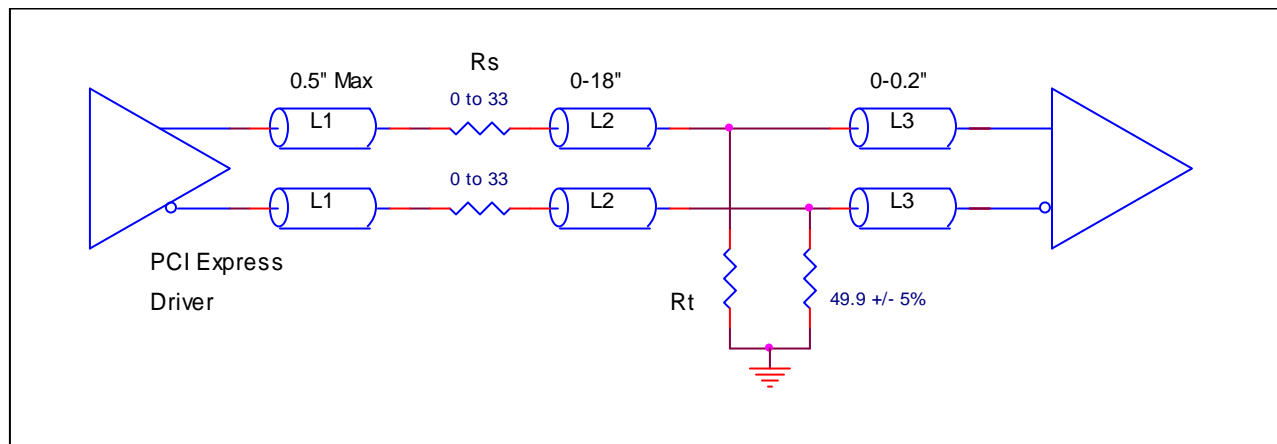 Rs
0.5" Max
0-18"
0-0.2"
0 to 33
L1
L2
L3
0 to 33
L1
L2
L3
PCI Express
Driver
Rt
49.9 +/- 5%